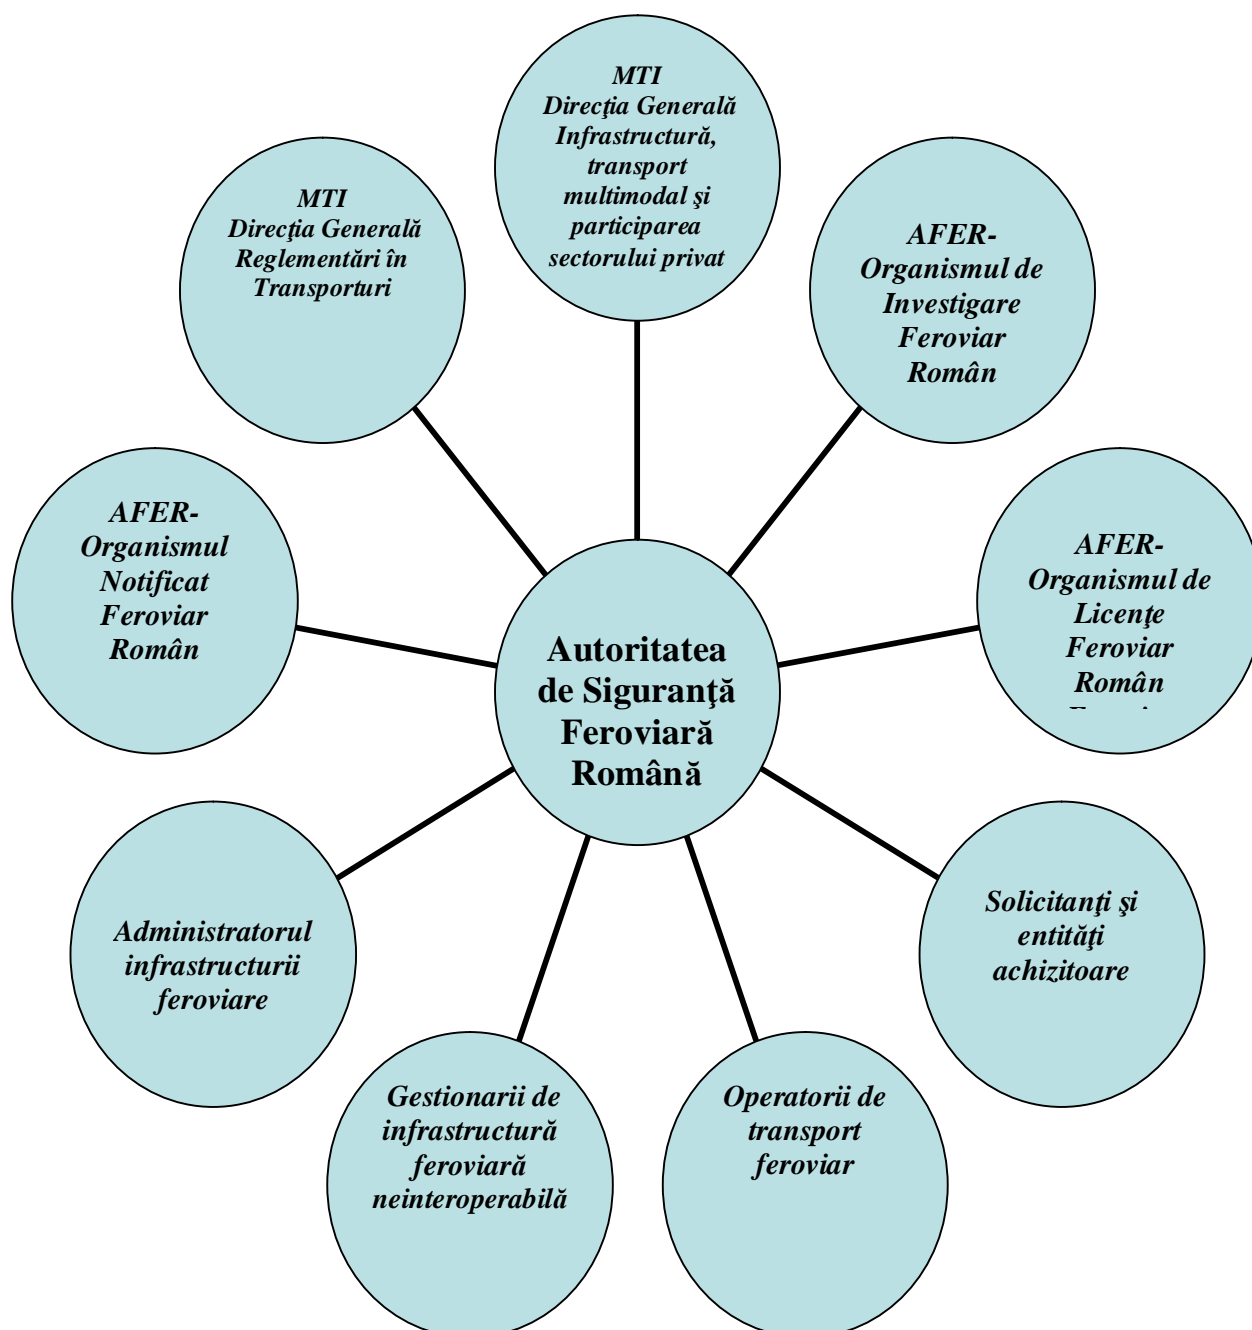 MTI
Direcţia Generală
Infrastructură,
transport
multimodal şi
participarea
sectorului privat
MTI
Direcţia Generală
Reglementări în
Transporturi
AFER-
Organismul de
Investigare
Feroviar
Român
AFER-
Organismul
Notificat
Feroviar
Român
AFER-
Organismul de
Licenţe
Feroviar
Român
Autoritatea
de Siguranţă
Feroviară
Română
Administratorul
infrastructurii
feroviare
Solicitanţi şi
entităţi
achizitoare
Gestionarii de
infrastructură
feroviară
neinteroperabilă
Operatorii de
transport
feroviar